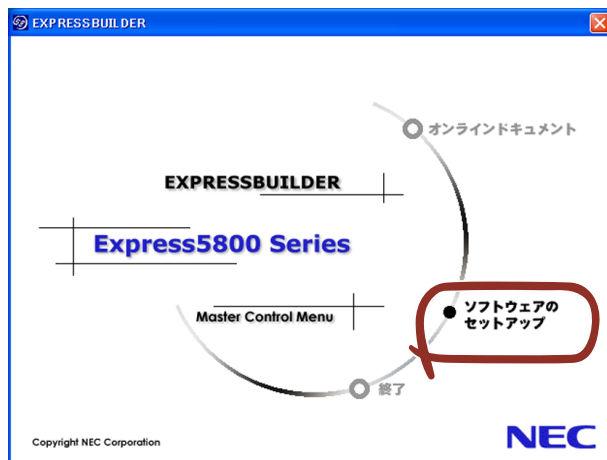 EXPRESSBUILDER
オンラインドキュメント
EXPRESSBUILDER
Express5800 Series
ソフトウェアの
セットアップ
Master Control Menu
終了
Copyright NEC Corporation
NEC